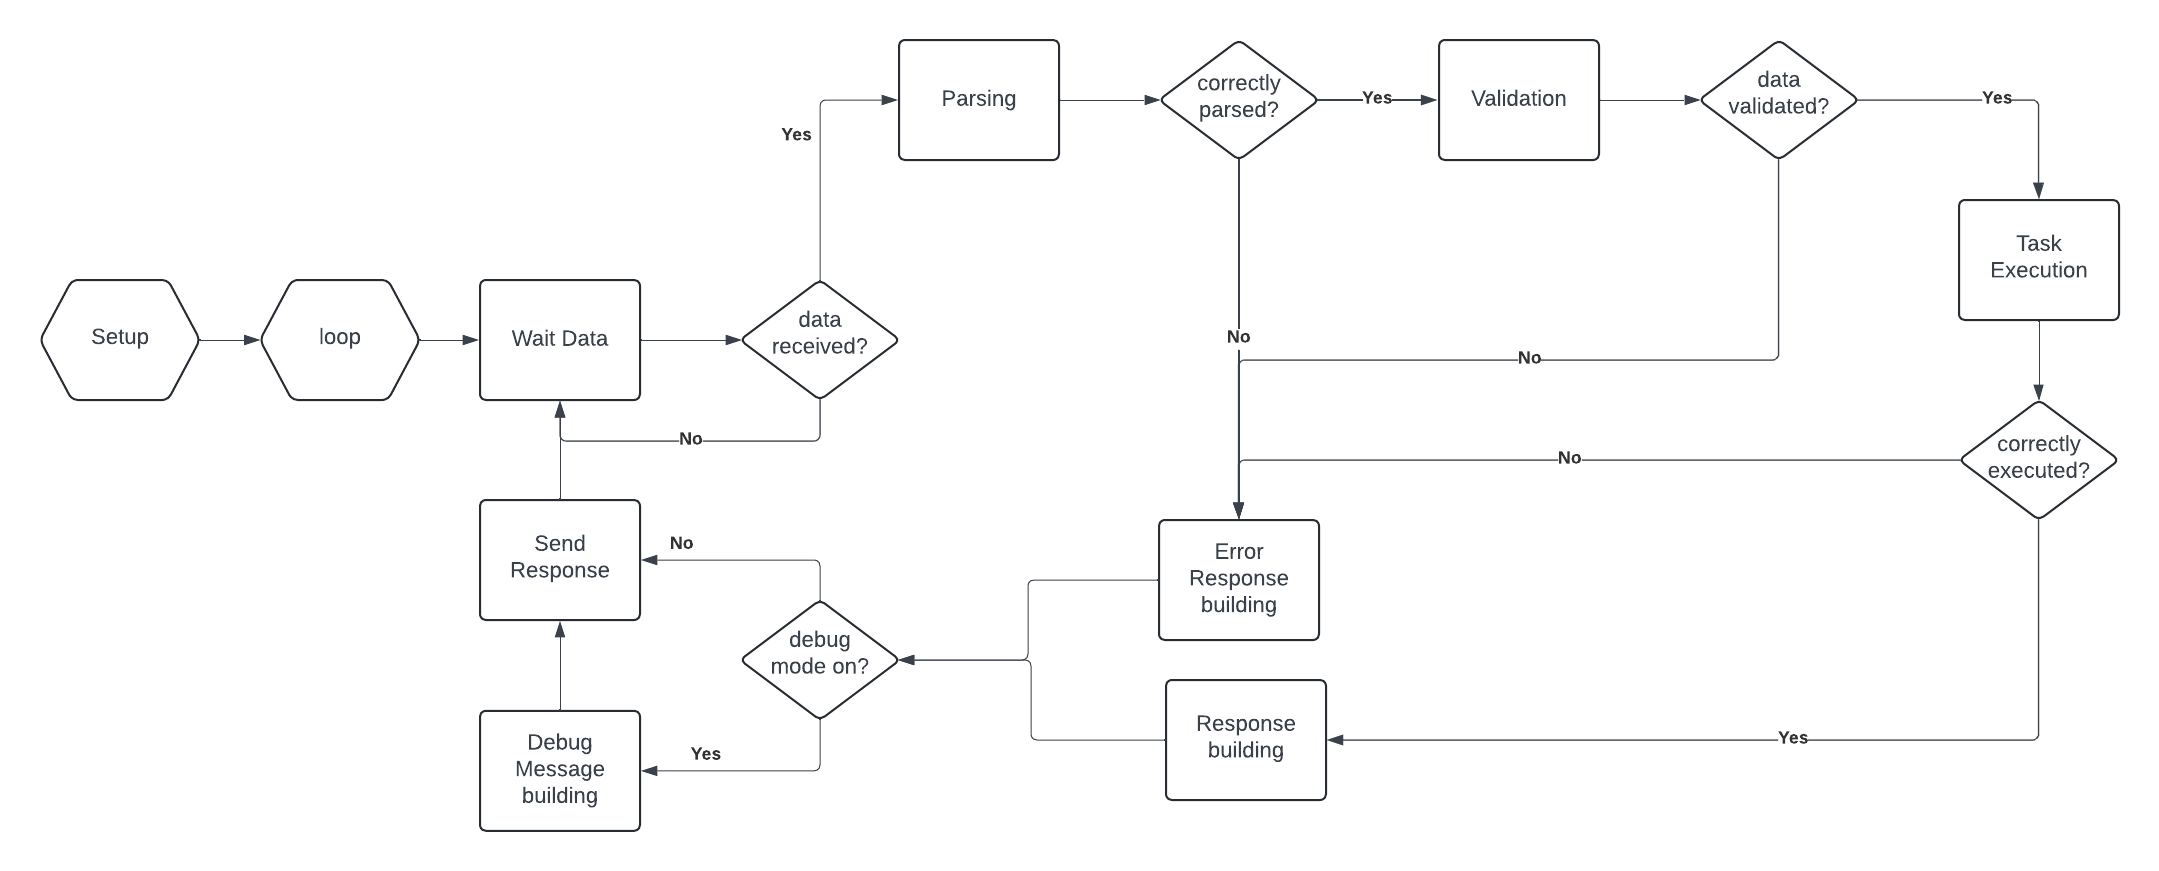 Setup
loop
Wait Data
data
received?
Yes
No
Parsing
correctly
parsed?
Yes
No
Validation
data
validated?
Yes
No
Task
Execution
correctly
executed?
No
Yes
Error
Response
building
Response
building
debug
mode on?
No
Yes
Send
Response
Debug
Message
building